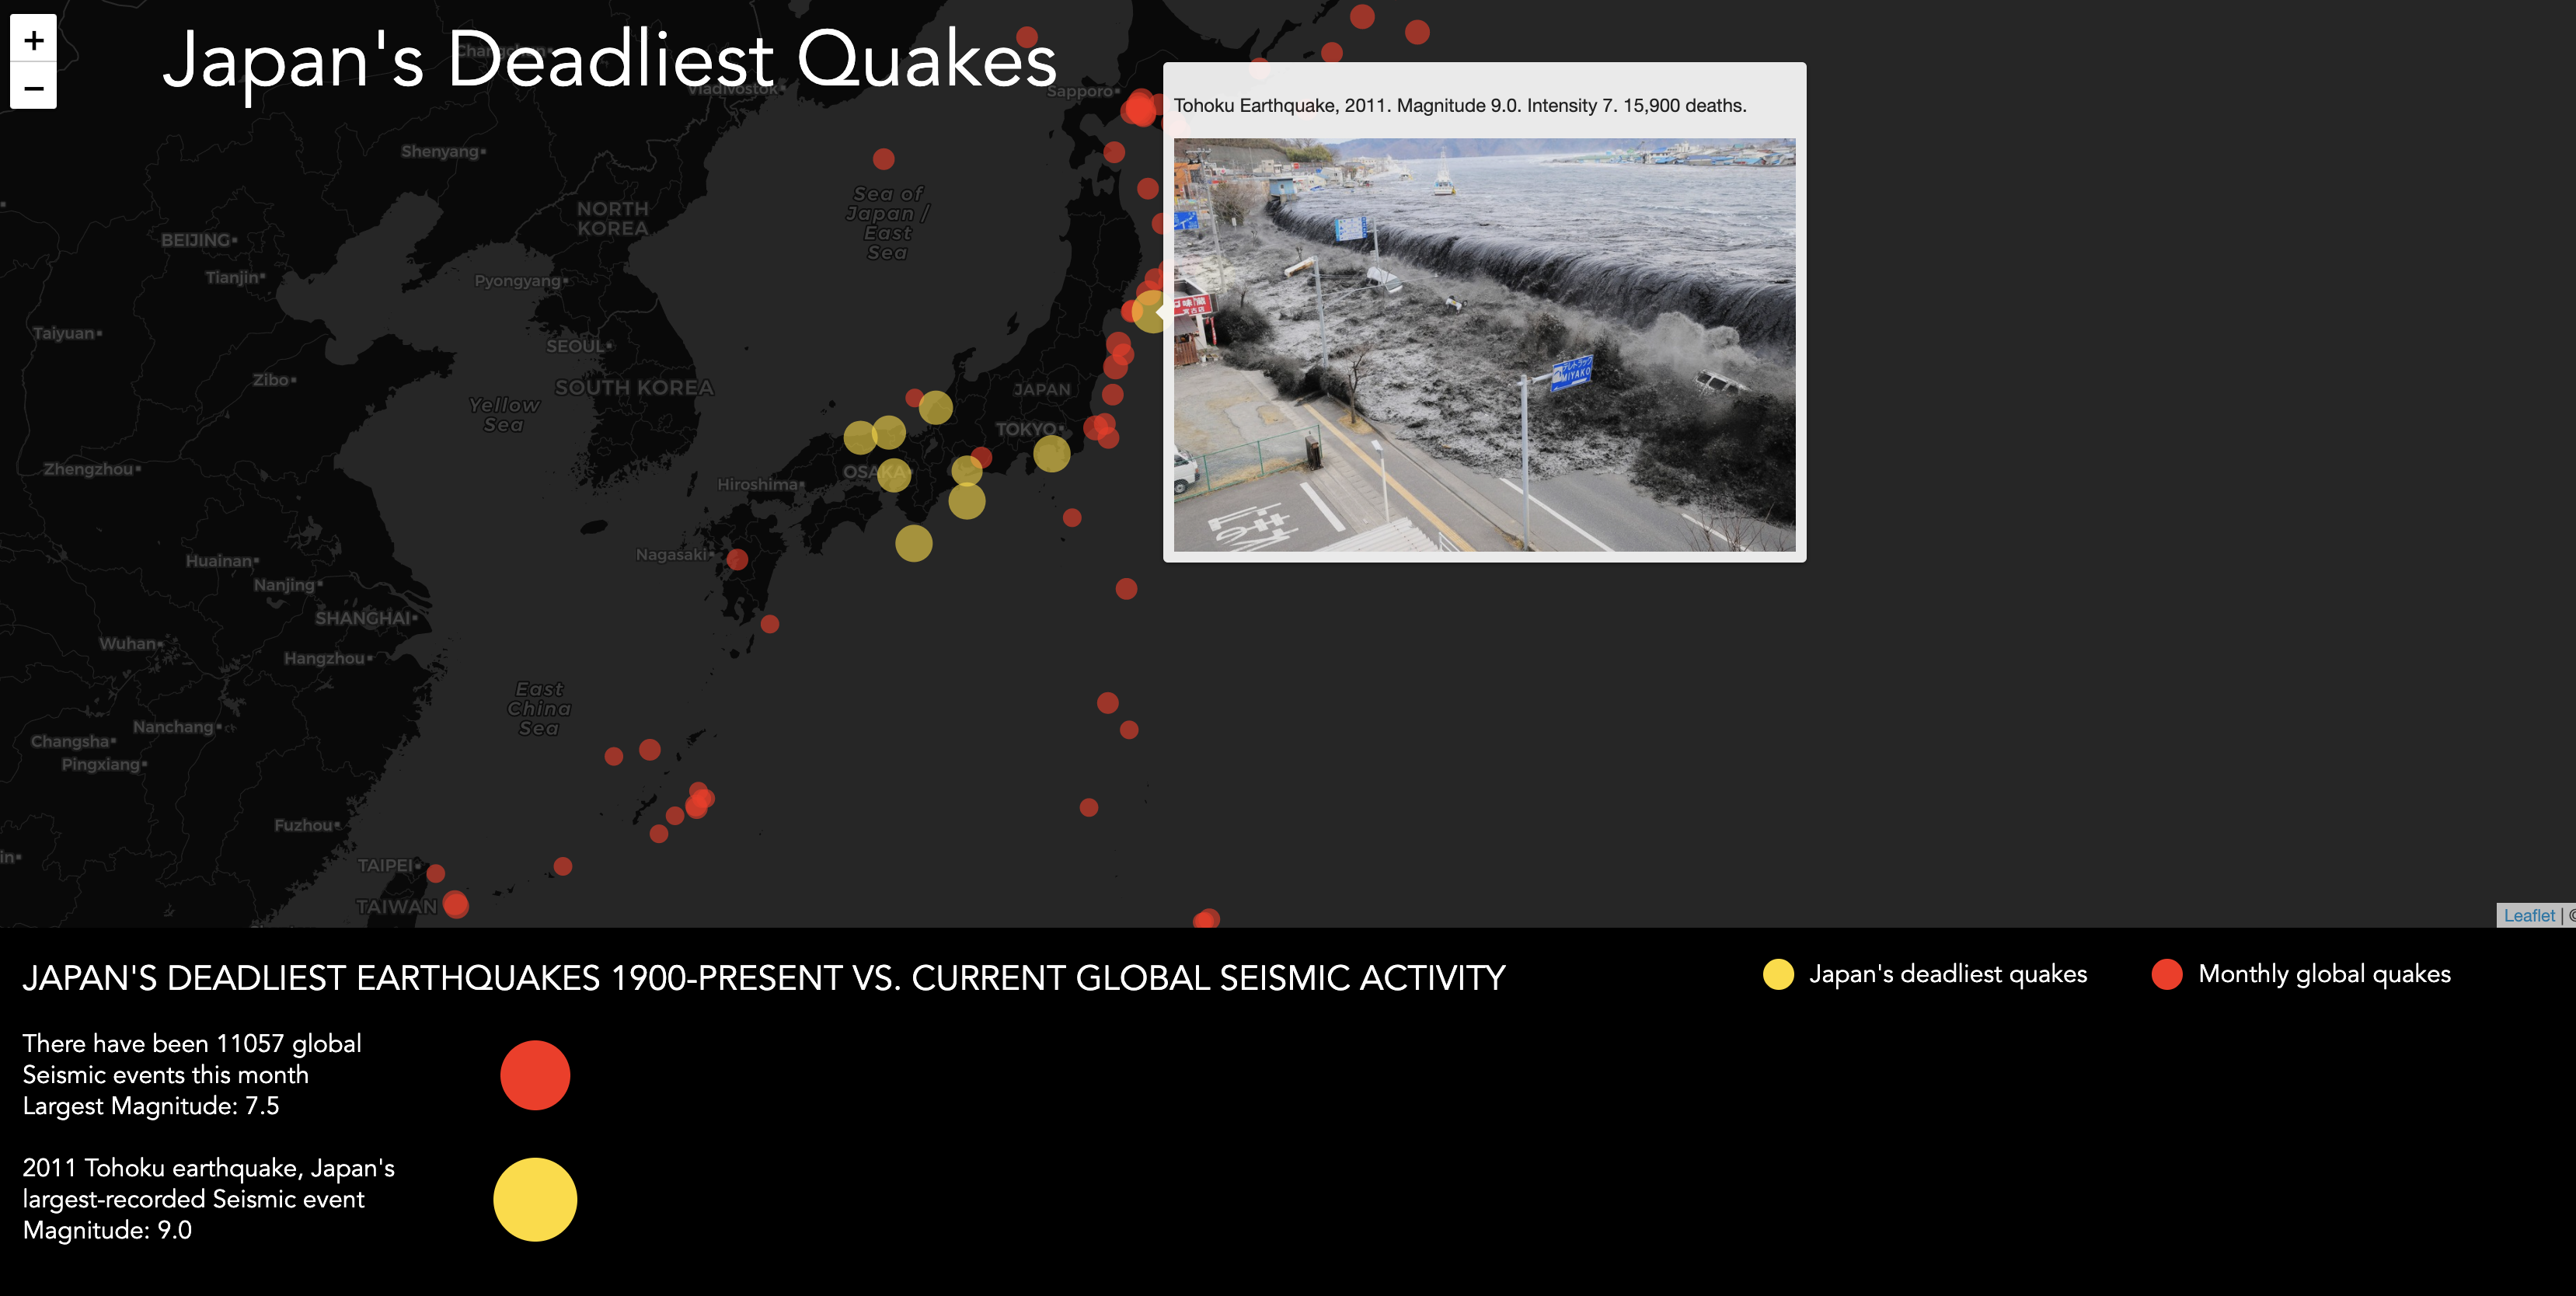 +
−
Japan's Deadliest Quakes
Changchun
Vladivostok
Sapporo
Shenyang
NORTH
KOREA
Sea of
Japan /
East
Sea
BEIJING
Tianjin
Pyongyang
Taiyuan
SEOUL
Zibo
SOUTH KOREA
JAPAN
Yellow
Sea
TOKYO
Zhengzhou
OSAKA
Hiroshima
Nagasaki
Huainan
Nanjing
SHANGHAI
Wuhan
Hangzhou
East
China
Sea
Nanchang
Changsha
Pingxiang
Fuzhou
in
TAIPEI
TAIWAN
Tohoku Earthquake, 2011. Magnitude 9.0. Intensity 7. 15,900 deaths.
MIYAKO
Leaflet | ©
JAPAN'S DEADLIEST EARTHQUAKES 1900-PRESENT VS. CURRENT GLOBAL SEISMIC ACTIVITY
Japan's deadliest quakes
Monthly global quakes
There have been 11057 global
Seismic events this month
Largest Magnitude: 7.5
2011 Tohoku earthquake, Japan's
largest-recorded Seismic event
Magnitude: 9.0